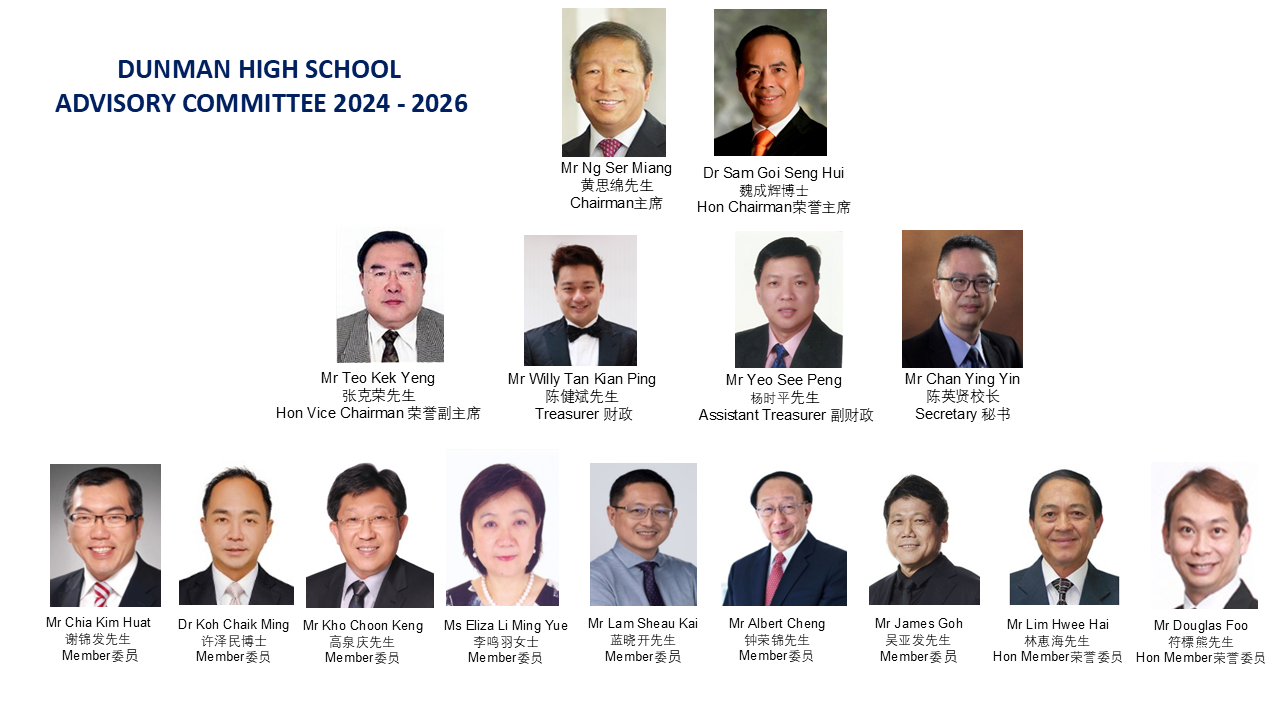 DUNMAN HIGH SCHOOL
ADVISORY COMMITTEE 2024 - 2026
Mr Ng Ser Miang
黄思绵先生
Chairman主席
Dr Sam Goi Seng Hui
魏成辉博士
Hon Chairman荣誉主席
Mr Teo Kek Yeng
张克荣先生
Hon Vice Chairman 荣誉副主席
Mr Willy Tan Kian Ping
陈健斌先生
Treasurer 财政
Mr Yeo See Peng
杨时平先生
Assistant Treasurer 副财政
Mr Chan Ying Yin
陈英贤校长
Secretary 秘书
Mr Chia Kim Huat
谢锦发先生
Member委员
Dr Koh Chaik Ming
许泽民博士
Member委员
Mr Kho Choon Keng
高泉庆先生
Member委员
Ms Eliza Li Ming Yue
李鸣羽女士
Member委员
Mr Lam Sheau Kai
蓝晓开先生
Member委员
Mr Albert Cheng
钟荣锦先生
Member委员
Mr James Goh
吴亚发先生
Member委员
Mr Lim Hwee Hai
林惠海先生
Hon Member荣誉委员
Mr Douglas Foo
符標熊先生
Hon Member荣誉委员